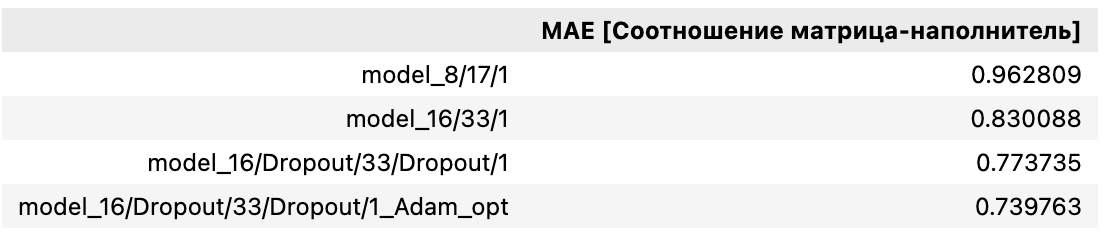 MAE [Соотношение матрица-наполнитель]
model_8/17/1 0.962809
model_16/33/1 0.830088
model_16/Dropout/33/Dropout/1 0.773735
model_16/Dropout/33/Dropout/1_Adam_opt 0.739763